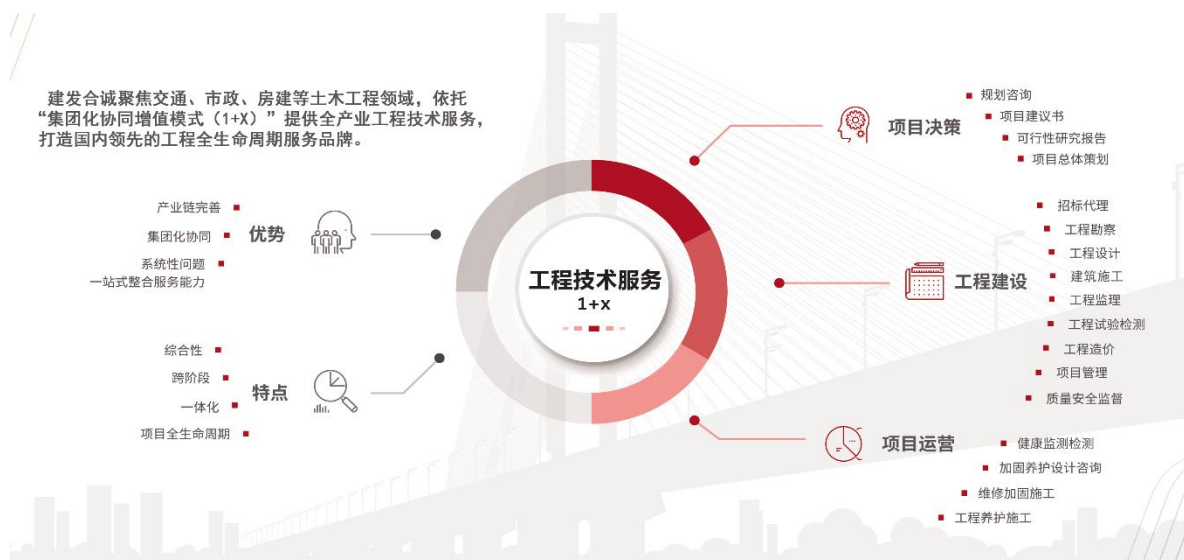 建发合诚聚焦交通、市政、房建等土木工程领域，依托
“集团化协同增值模式（1+X）”提供全产业工程技术服务，
打造国内领先的工程全生命周期服务品牌。
产业链完善
集团化协同
系统性问题
一站式整合服务能力
优势
综合性
跨阶段
一体化
项目全生命周期
特点
工程技术服务
1+x
项目决策
规划咨询
项目建议书
可行性研究报告
项目总体策划
工程建设
招标代理
工程勘察
工程设计
建筑施工
工程监理
工程试验检测
工程造价
项目管理
质量安全监督
项目运营
健康监测检测
加固养护设计咨询
维修加固施工
工程养护施工